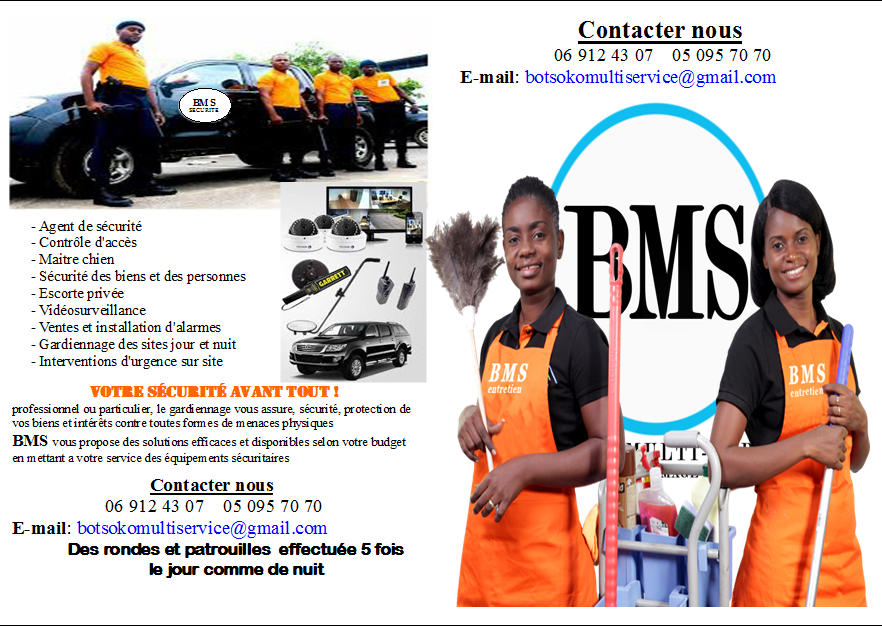 BMS
SECURITE
GARRETT
- Agent de sécurité
- Contrôle d'accès
- Maitre chien
- Sécurité des biens et des personnes
- Escorte privée
- Vidéosurveillance
- Ventes et installation d'alarmes
- Gardiennage des sites jour et nuit
- Interventions d'urgence sur site
VOTRE SÉCURITÉ AVANT TOUT !
professionnel ou particulier, le gardiennage vous assure, sécurité, protection de
vos biens et intérêts contre toutes formes de menaces physiques
BMS vous propose des solutions efficaces et disponibles selon votre budget
en mettant a votre service des équipements sécuritaires
Contacter nous
06 912 43 07 05 095 70 70
E-mail: botsokomultiservice@gmail.com
Des rondes et patrouilles effectuée 5 fois
le jour comme de nuit
Contacter nous
06 912 43 07 05 095 70 70
E-mail: botsokomultiservice@gmail.com
BMS
BMS
entretien
BMS
entretien
MULTI-